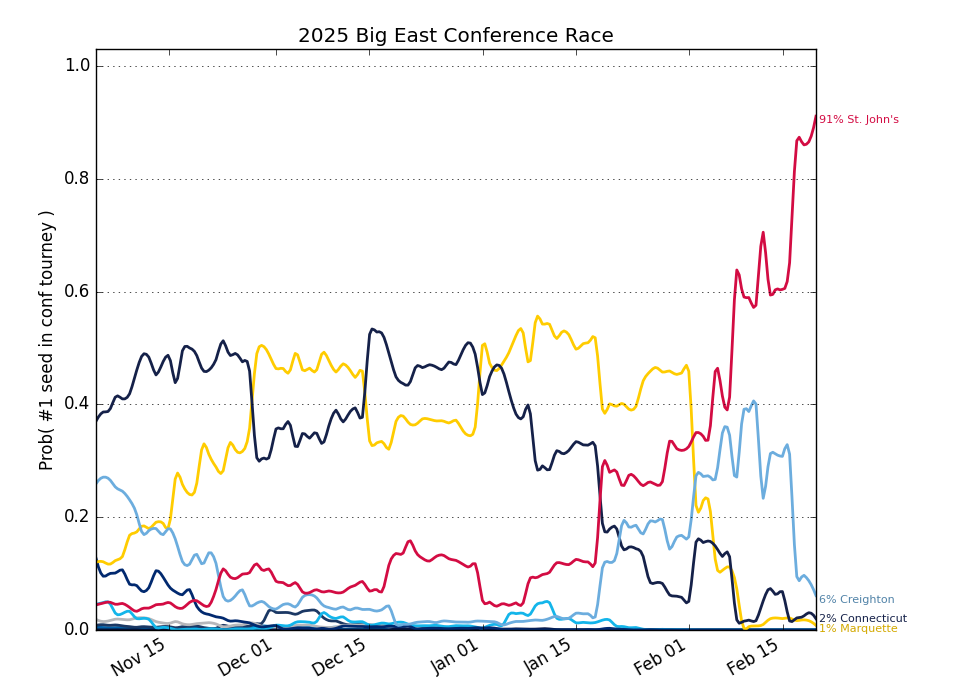 2025 Big East Conference Race
Prob( #1 seed in conf tourney )
1.0
0.8
0.6
0.4
0.2
0.0
Nov 15
Dec 01
Dec 15
Jan 01
Jan 15
Feb 01
Feb 15
91% St. John's
6% Creighton
2% Connecticut
1% Marquette